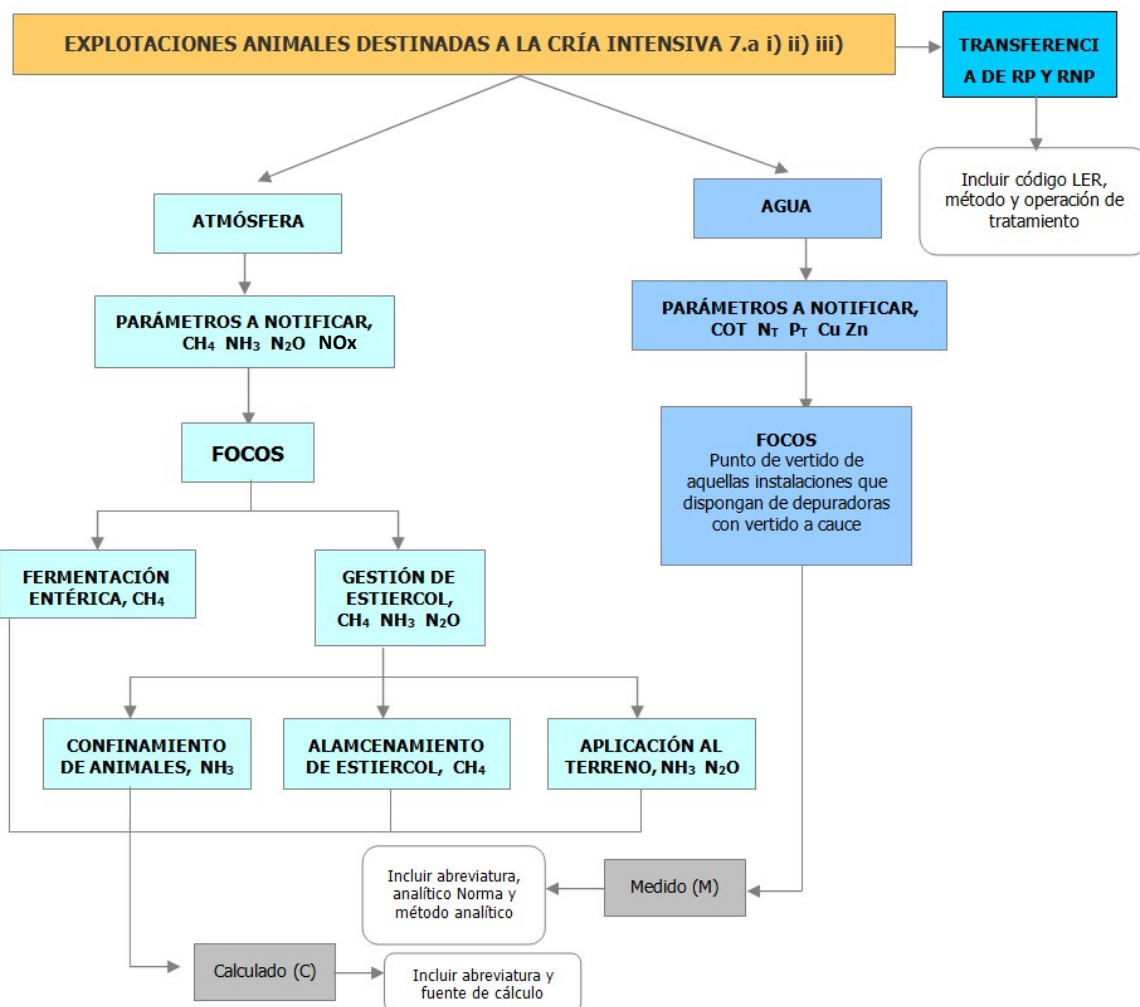 EXPLOTACIONES ANIMALES DESTINADAS A LA CRÍA INTENSIVA 7.a i) ii) iii)
TRANSFERENCI
A DE RP Y RNP
Incluir código LER,
método y operación de
tratamiento
ATMÓSFERA
AGUA
PARÁMETROS A NOTIFICAR,
CH₄ NH₃ N₂O NOx
PARÁMETROS A NOTIFICAR,
COT N_T P_T Cu Zn
FOCOS
FOCOS
Punto de vertido de
aquellas instalaciones que
dispongan de depuradoras
con vertido a cauce
FERMENTACIÓN
ENTÉRICA, CH₄
GESTIÓN DE
ESTIERCOL,
CH₄ NH₃ N₂O
CONFINAMIENTO
DE ANIMALES, NH₃
ALAMCENAMIENTO
DE ESTIERCOL, CH₄
APLICACIÓN AL
TERRENO, NH₃ N₂O
Incluir abreviatura,
analítico Norma y
método analítico
Medido (M)
Calculado (C)
Incluir abreviatura y
fuente de cálculo